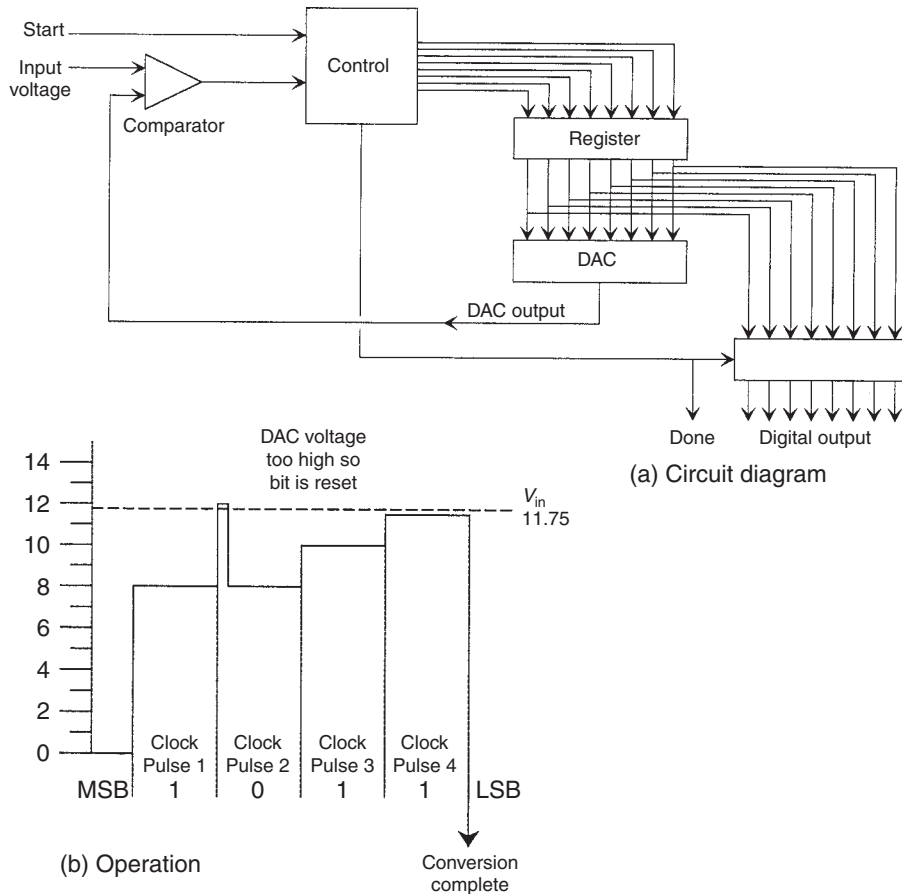 Start
Input
voltage
Comparator
Control
Register
DAC
DAC output
Done
Digital output
(a) Circuit diagram
DAC voltage
too high so
bit is reset
14
12
10
8
6
4
2
0
Vin
11.75
Clock
Pulse 1
Clock
Pulse 2
Clock
Pulse 3
Clock
Pulse 4
MSB 1 0 1 1 LSB
(b) Operation
Conversion
complete